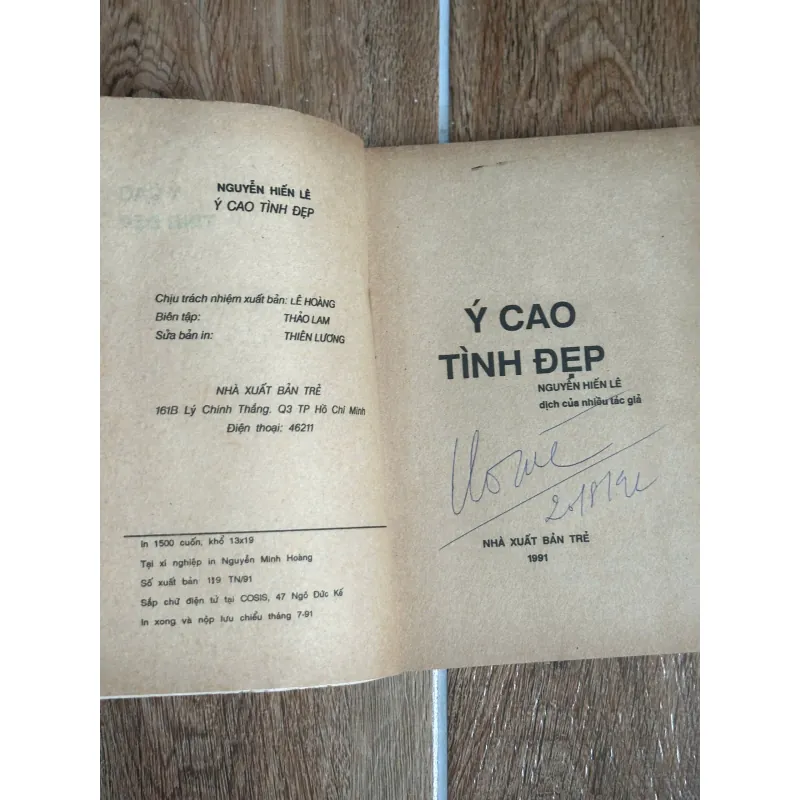 NGUYỄN HIẾN LÊ
Ý CAO TÌNH ĐẸP
Chịu trách nhiệm xuất bản: LÊ HOÀNG
Biên tập: THẢO LAM
Sửa bản in: THIÊN LƯƠNG
NHÀ XUẤT BẢN TRẺ
161B Lý Chính Thắng. Q3 TP Hồ Chí Minh
Điện thoại: 46211
In 1500 cuốn, khổ 13x19
Tại xí nghiệp in Nguyễn Minh Hoàng
Số xuất bản 119 TN/91
Sắp chữ điện tử tại COSIS, 47 Ngô Đức Kế
In xong và nộp lưu chiểu tháng 7-91
Ý CAO
TÌNH ĐẸP
NGUYỄN HIẾN LÊ
dịch của nhiều tác giả
NHÀ XUẤT BẢN TRẺ
1991